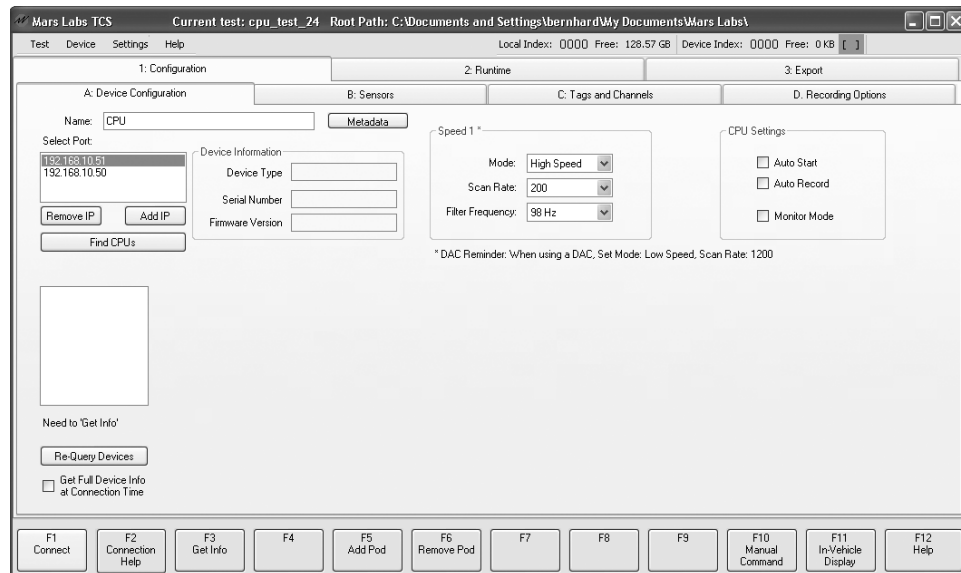 Mars Labs TCS Current test: cpu_test_24 Root Path: C:\Documents and Settings\bernhard\My Documents\Mars Labs\
Test Device Settings Help Local Index: 0000 Free: 128.57 GB Device Index: 0000 Free: 0 KB [ ]
1: Configuration 2: Runtime 3: Export
A: Device Configuration B: Sensors C: Tags and Channels D. Recording Options
Name: CPU Metadata
Select Port:
192.168.10.51
192.168.10.50
Remove IP Add IP
Find CPUs
Device Information
Device Type
Serial Number
Firmware Version
Speed 1 *
Mode: High Speed
Scan Rate: 200
Filter Frequency: 98 Hz
* DAC Reminder: When using a DAC, Set Mode: Low Speed, Scan Rate: 1200
CPU Settings
Auto Start
Auto Record
Monitor Mode
Need to 'Get Info'
Re-Query Devices
Get Full Device Info
at Connection Time
F1
Connect
F2
Connection
Help
F3
Get Info
F4
F5
Add Pod
F6
Remove Pod
F7
F8
F9
F10
Manual
Command
F11
In-Vehicle
Display
F12
Help